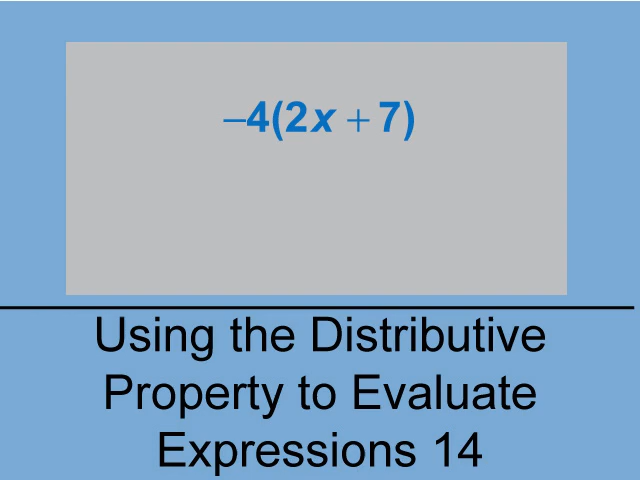 –4(2x + 7)
Using the Distributive
Property to Evaluate
Expressions 14